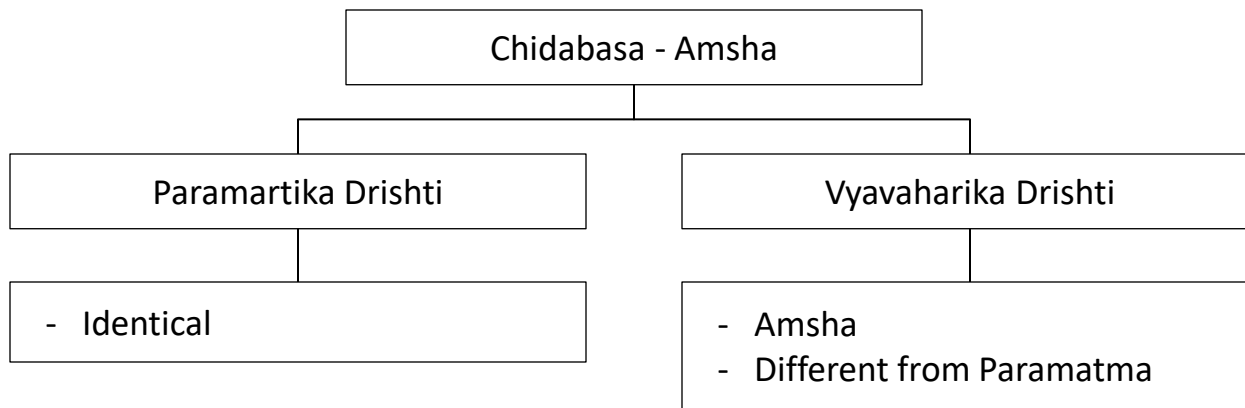 Chidabasa - Amsha
Paramartika Drishti
Vyavaharika Drishti
- Identical
- Amsha
- Different from Paramatma